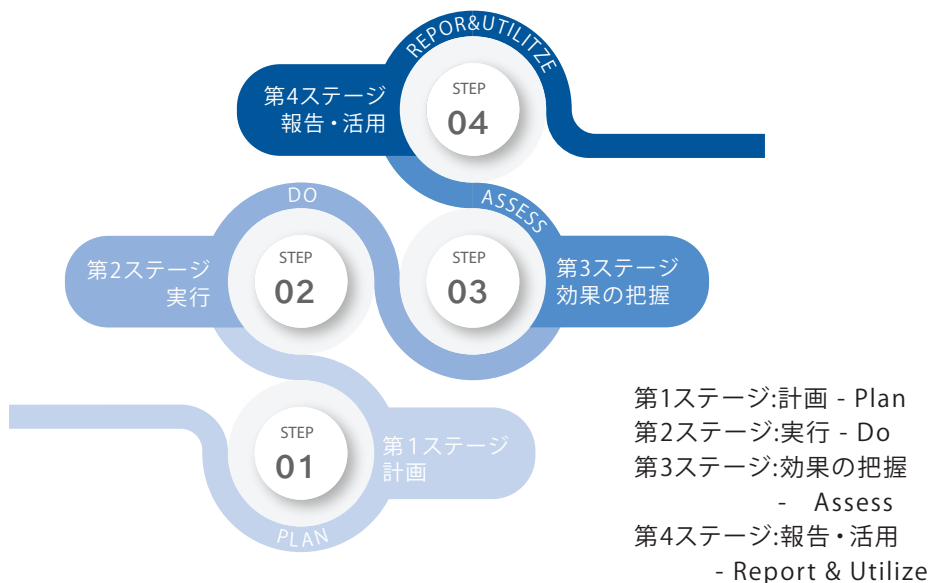 REPOR&UTILITZE
第4ステージ
報告・活用
STEP
04
DO
ASSESS
第2ステージ
実行
STEP
02
STEP
03
第3ステージ
効果の把握
STEP
01
第1ステージ
計画
PLAN
第1ステージ:計画 - Plan
第2ステージ:実行 - Do
第3ステージ:効果の把握
- Assess
第4ステージ:報告・活用
- Report & Utilize